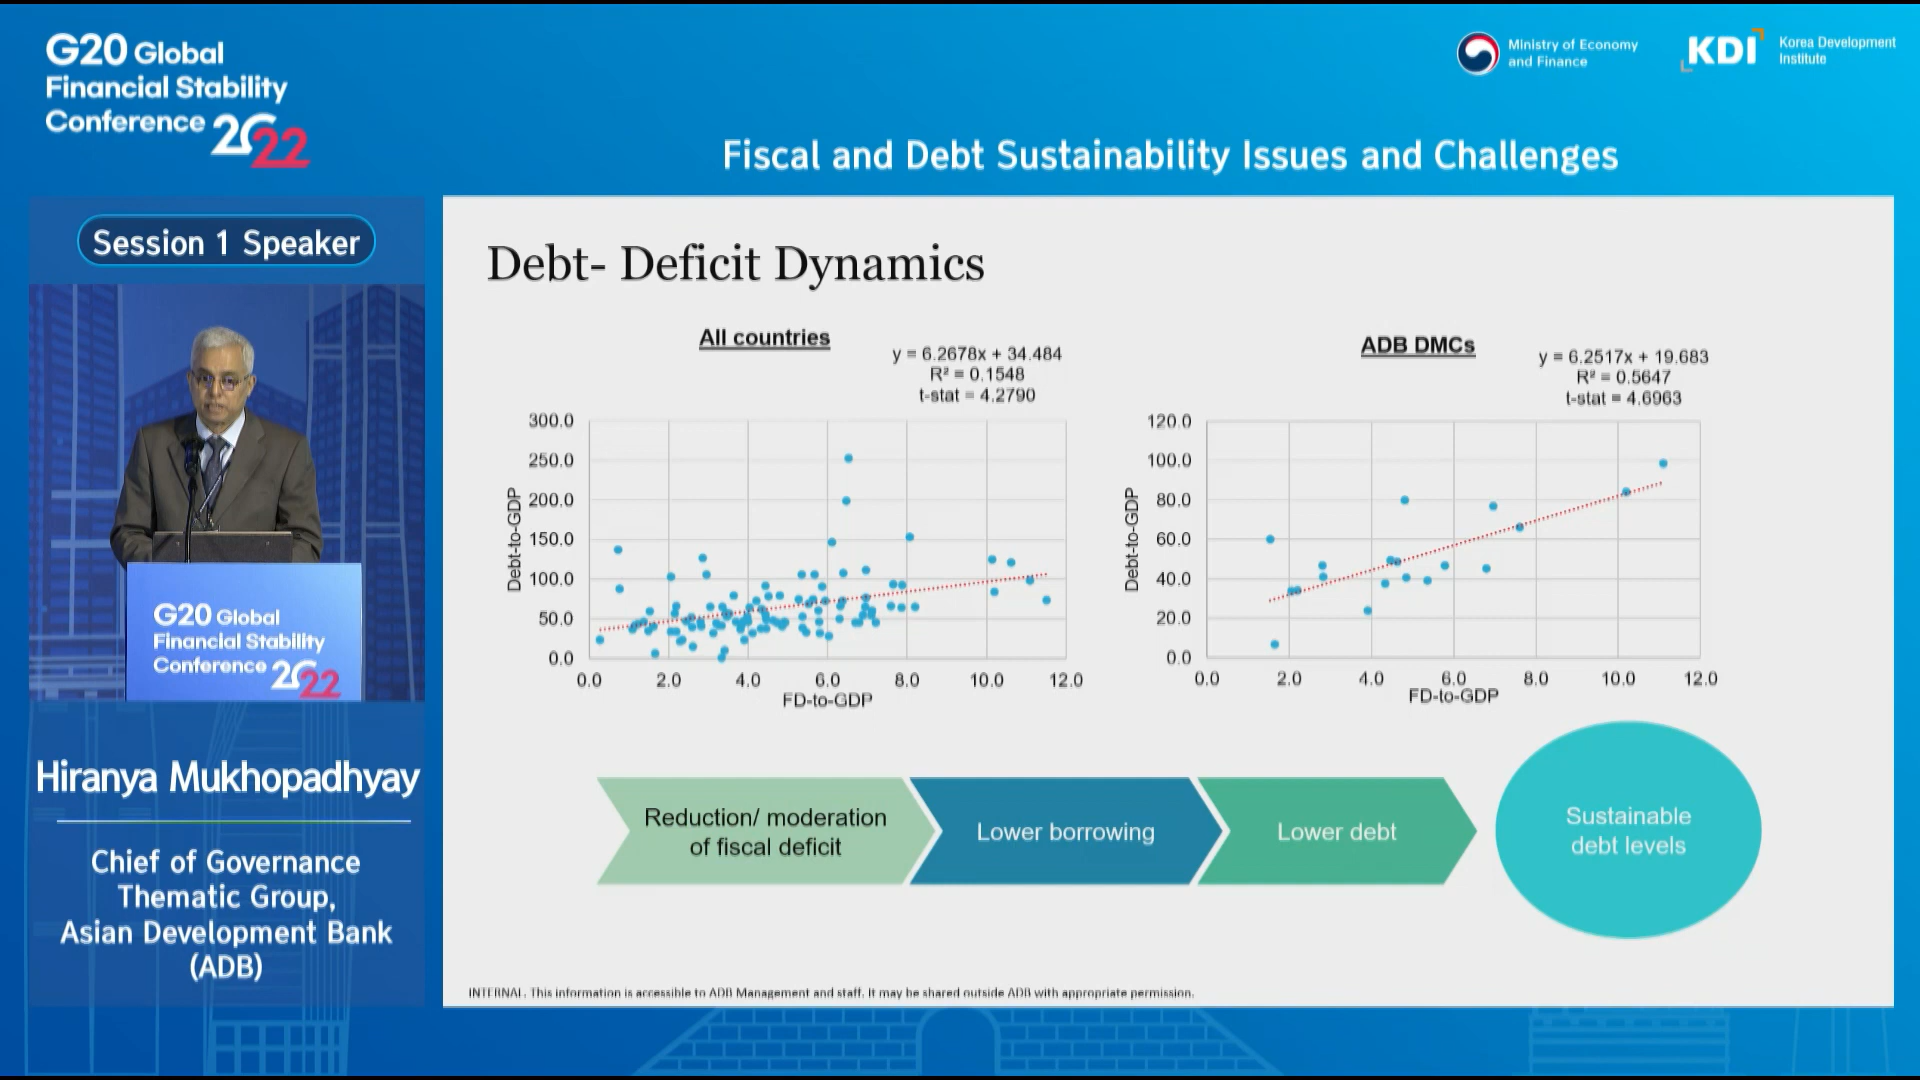 G20 Global
Financial Stability
Conference 2022
Ministry of Economy
and Finance
KDI
Korea Development
Institute
Fiscal and Debt Sustainability Issues and Challenges
Session 1 Speaker
G20 Global
Financial Stability
Conference 2022
Hiranya Mukhopadhyay
Chief of Governance
Thematic Group,
Asian Development Bank
(ADB)
Debt- Deficit Dynamics
All countries
y = 6.2678x + 34.484
R² = 0.1548
t-stat = 4.2790
300.0
250.0
200.0
150.0
100.0
50.0
0.0
Debt-to-GDP
0.0 2.0 4.0 6.0 8.0 10.0 12.0
FD-to-GDP
ADB DMCs
y = 6.2517x + 19.683
R² = 0.5647
t-stat = 4.6963
120.0
100.0
80.0
60.0
40.0
20.0
0.0
Debt-to-GDP
0.0 2.0 4.0 6.0 8.0 10.0 12.0
FD-to-GDP
Reduction/ moderation
of fiscal deficit
Lower borrowing
Lower debt
Sustainable
debt levels
INTERNAL. This information is accessible to ADB Management and staff. It may be shared outside ADB with appropriate permission.